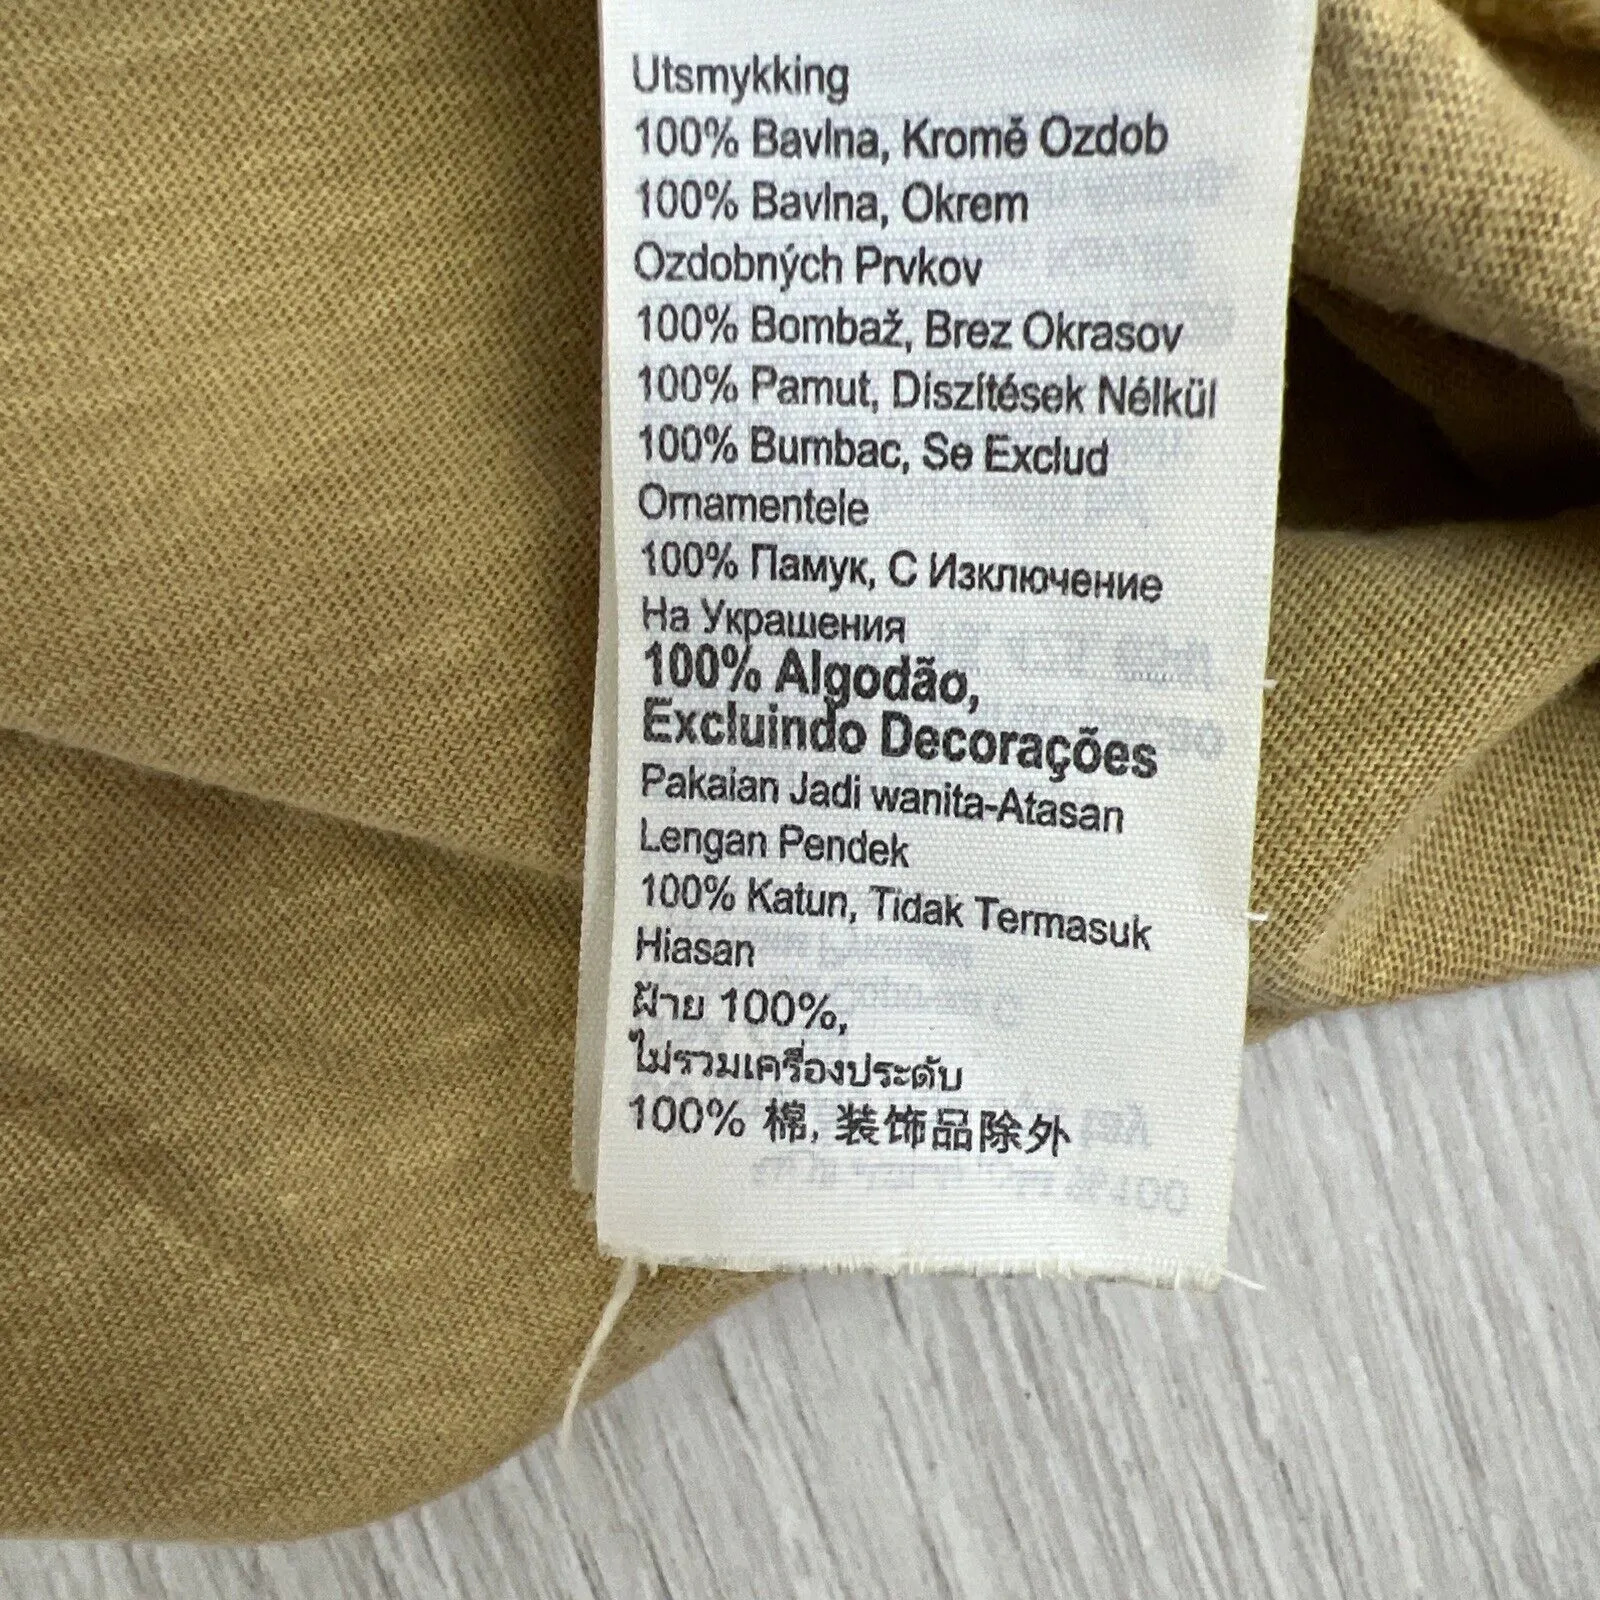 Utsmykking
100% Bavlna, Kromě Ozdob
100% Bavlna, Okrem
Ozdobných Prvkov
100% Bombaž, Brez Okrasov
100% Pamut, Díszítések Nélkül
100% Bumbac, Se Exclud
Ornamentele
100% Памук, С Изключение
На Украшения
100% Algodão,
Excluindo Decorações
Pakaian Jadi wanita-Atasan
Lengan Pendek
100% Katun, Tidak Termasuk
Hiasan
ฝ้าย 100%,
ไม่รวมเครื่องประดับ
100% 棉, 装饰品除外